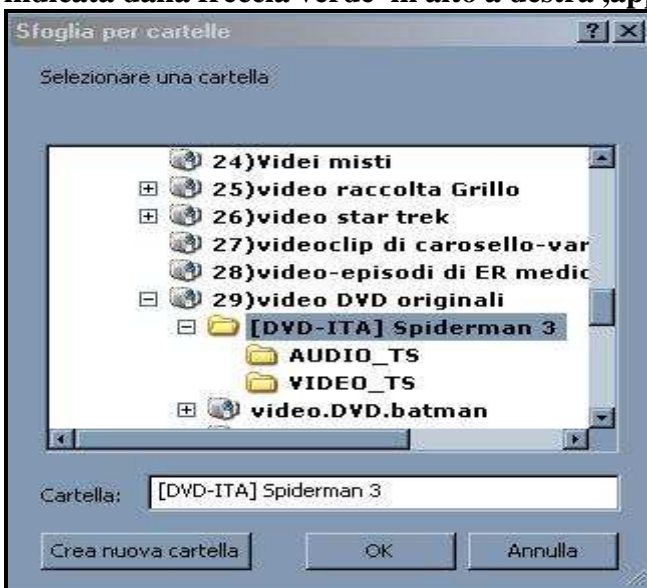 indicata dalla freccia verde in alto a destra ,ap
Sfoglia per cartelle
Selezionare una cartella
24)Videi misti
25)video raccolta Grillo
26)video star trek
27)videoclip di carosello-var
28)video-episodi di ER medic
29)video DVD originali
[DVD-ITA] Spiderman 3
AUDIO_TS
VIDEO_TS
video.DVD.batman
Cartella: [DVD-ITA] Spiderman 3
Crea nuova cartella OK Annulla